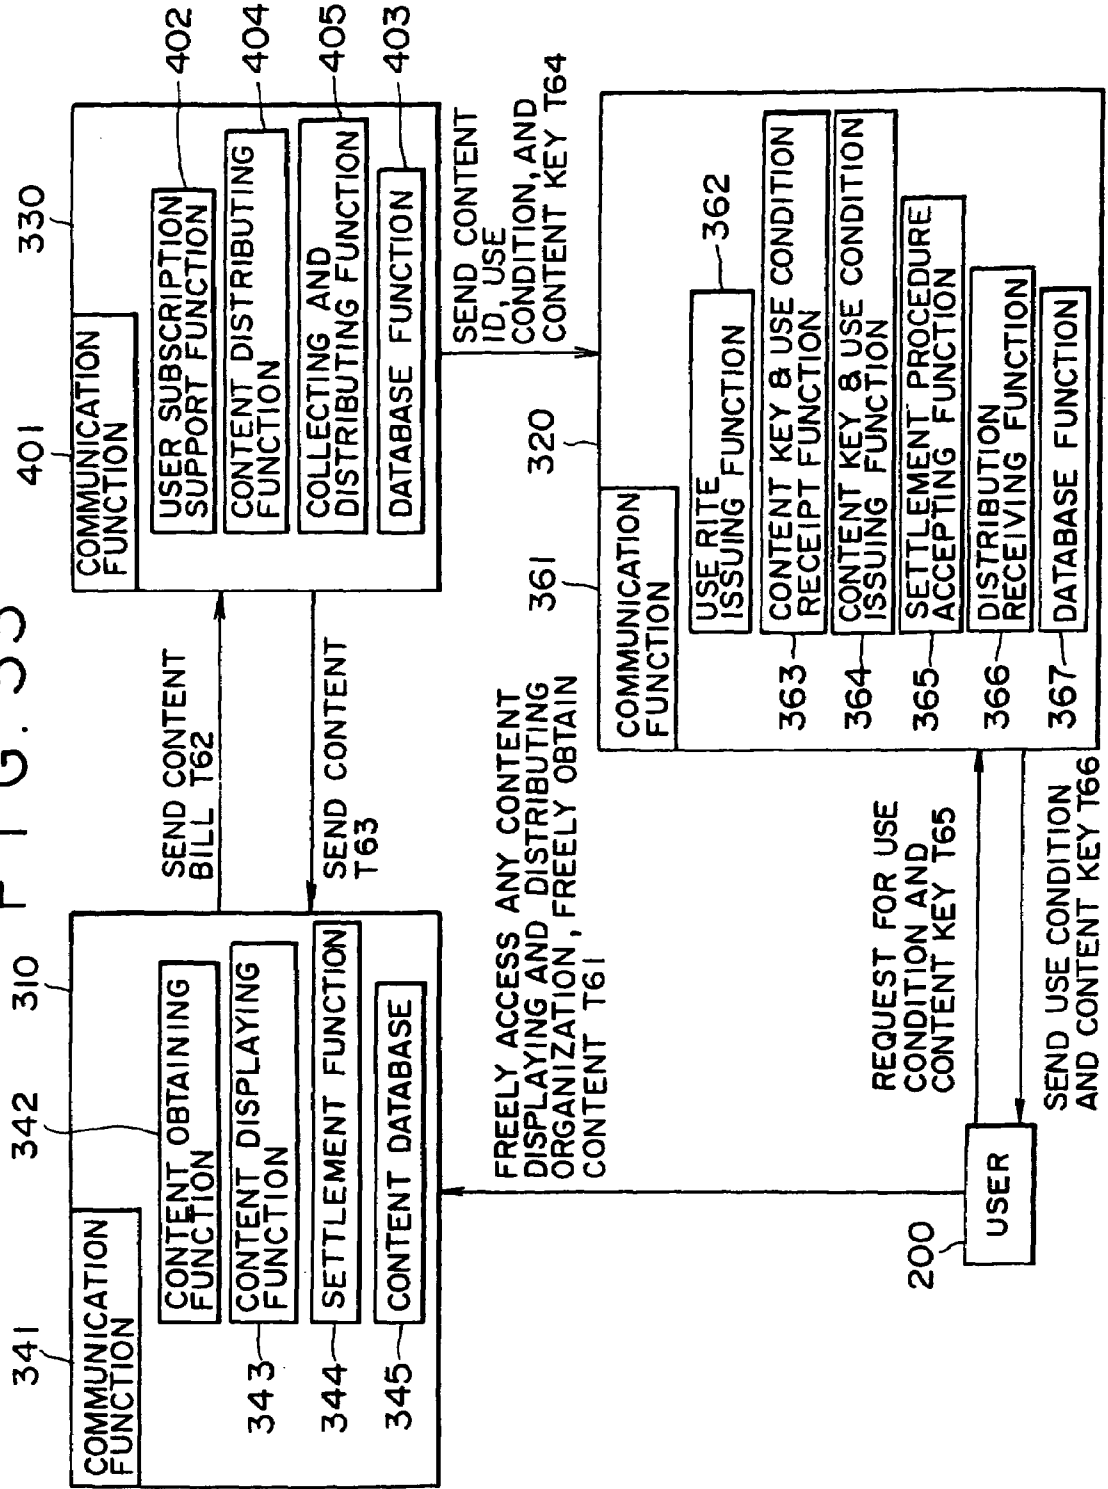 FIG.
341
COMMUNICATION
FUNCTION
342
310
CONTENT OBTAINING
FUNCTION
343
CONTENT DISPLAYING
FUNCTION
344
SETTLEMENT FUNCTION
345
CONTENT DATABASE
SEND CONTENT
BILL T62
SEND CONTENT
T63
401
COMMUNICATION
FUNCTION
330
USER SUBSCRIPTION
SUPPORT FUNCTION
402
CONTENT DISTRIBUTING
FUNCTION
404
COLLECTING AND
DISTRIBUTING FUNCTION
405
DATABASE FUNCTION
403
FREELY ACCESS ANY CONTENT
DISPLAYING AND DISTRIBUTING
ORGANIZATION, FREELY OBTAIN
CONTENT T61
SEND CONTENT
ID, USE
CONDITION, AND
CONTENT KEY T64
200
USER
REQUEST FOR USE
CONDITION AND
CONTENT KEY T65
SEND USE CONDITION
AND CONTENT KEY T66
361
COMMUNICATION
FUNCTION
320
USE RITE
ISSUING FUNCTION
362
363
CONTENT KEY & USE CONDITION
RECEIPT FUNCTION
364
CONTENT KEY & USE CONDITION
ISSUING FUNCTION
365
SETTLEMENT PROCEDURE
ACCEPTING FUNCTION
366
DISTRIBUTION
RECEIVING FUNCTION
367
DATABASE FUNCTION